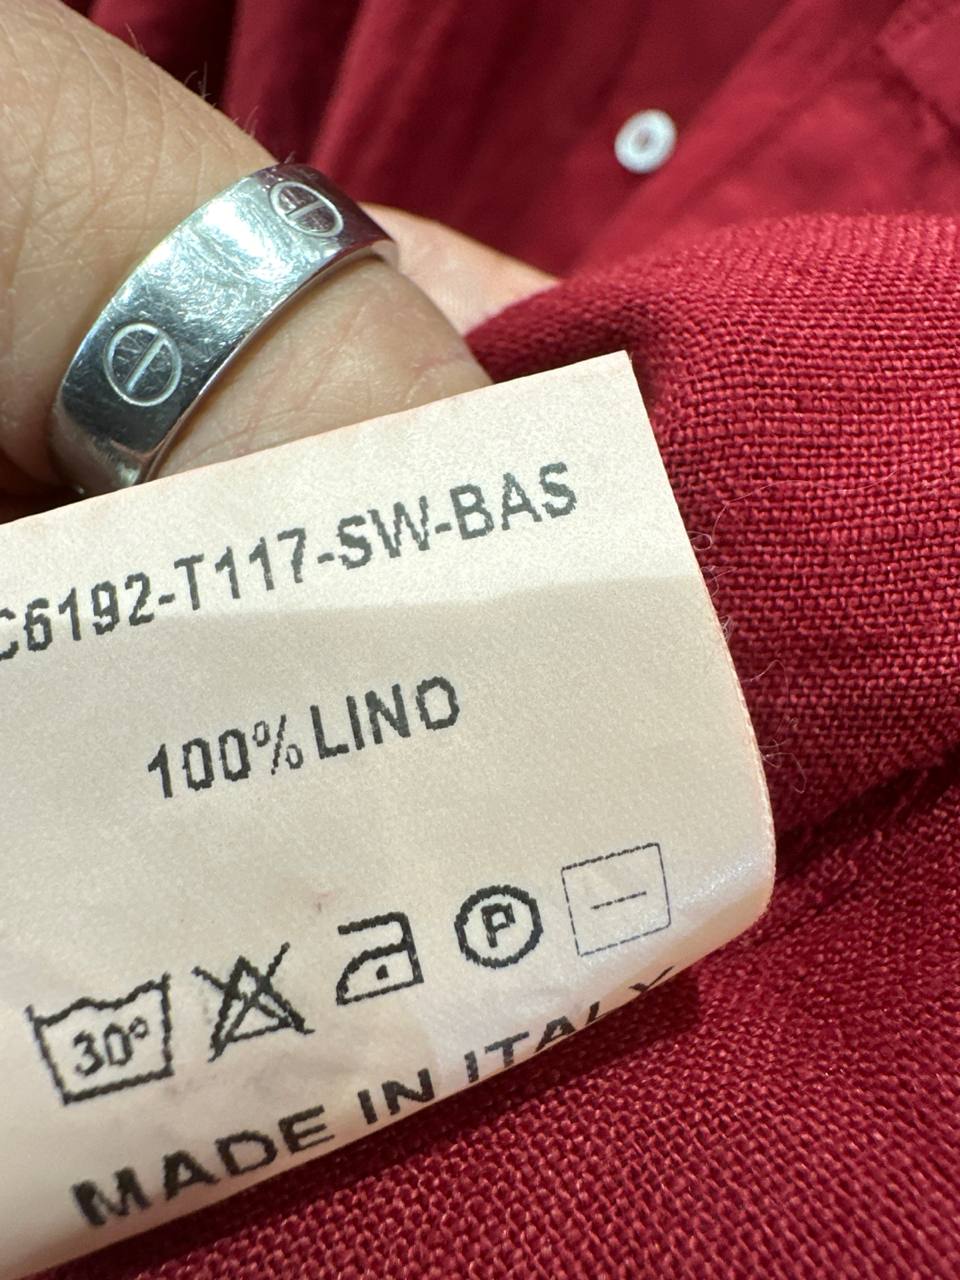 C6192-T117-SW-BAS
100% LINO
30°
P
MADE IN ITALY